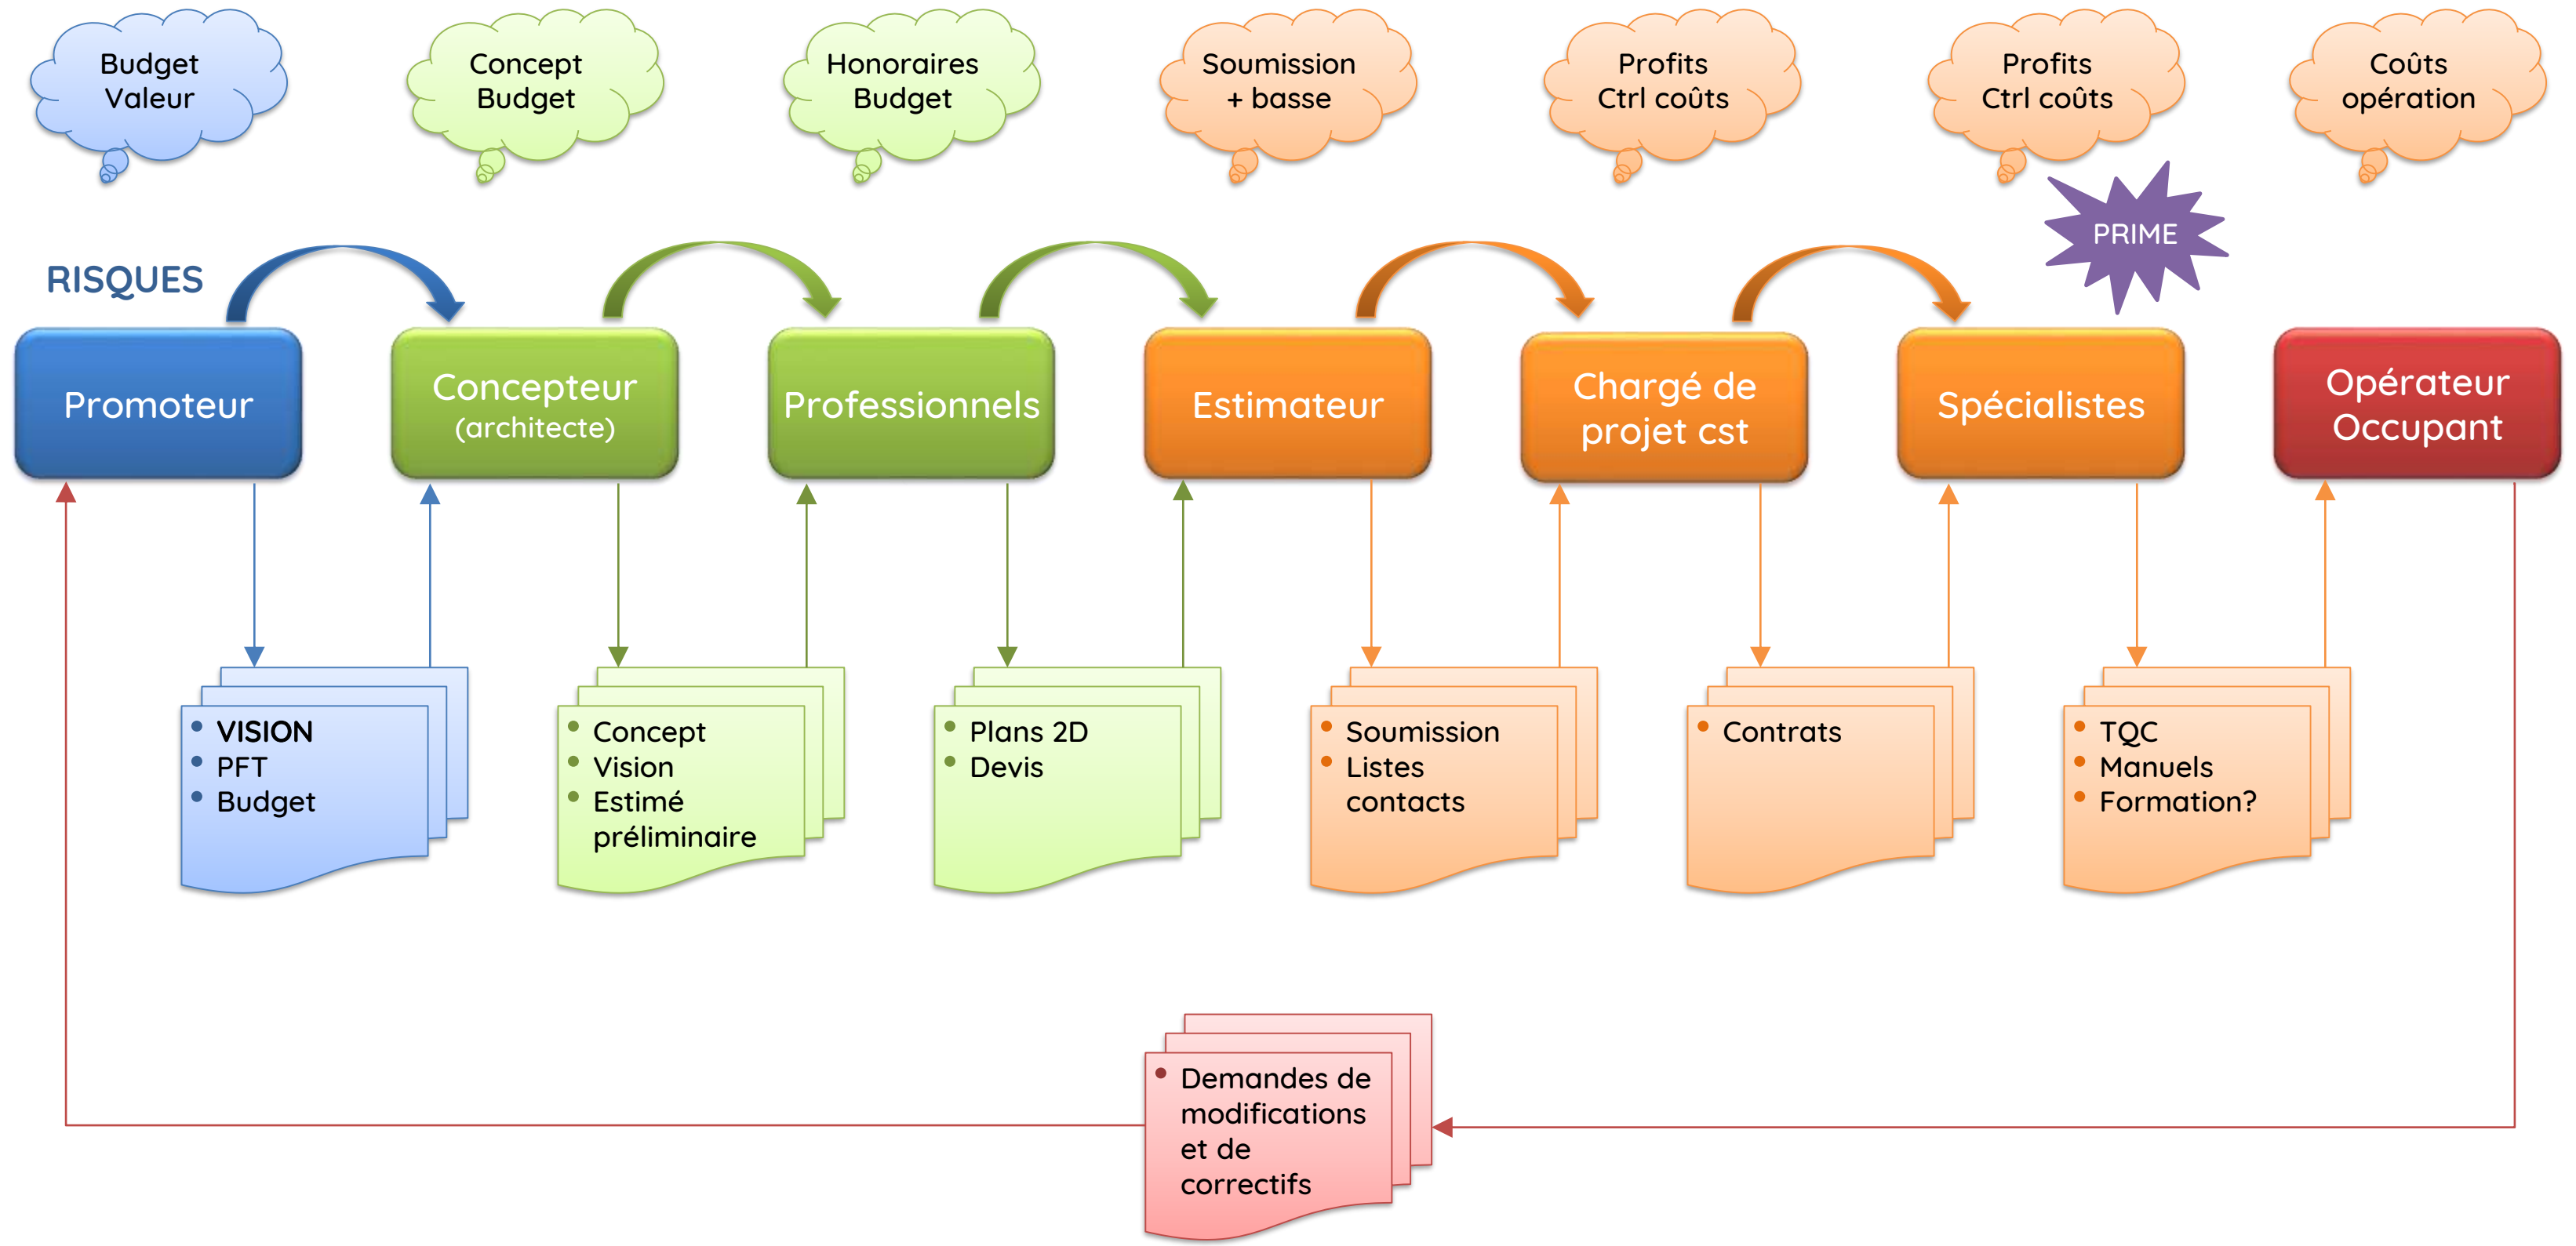 Budget
Valeur
Concept
Budget
Honoraires
Budget
Soumission
+ basse
Profits
Ctrl coûts
Profits
Ctrl coûts
Coûts
opération
PRIME
RISQUES
Promoteur
Concepteur
(architecte)
Professionnels
Estimateur
Chargé de
projet cst
Spécialistes
Opérateur
Occupant
• VISION
• PFT
• Budget
• Concept
• Vision
• Estimé
préliminaire
• Plans 2D
• Devis
• Soumission
• Listes
contacts
• Contrats
• TQC
• Manuels
• Formation?
• Demandes de
modifications
et de
correctifs